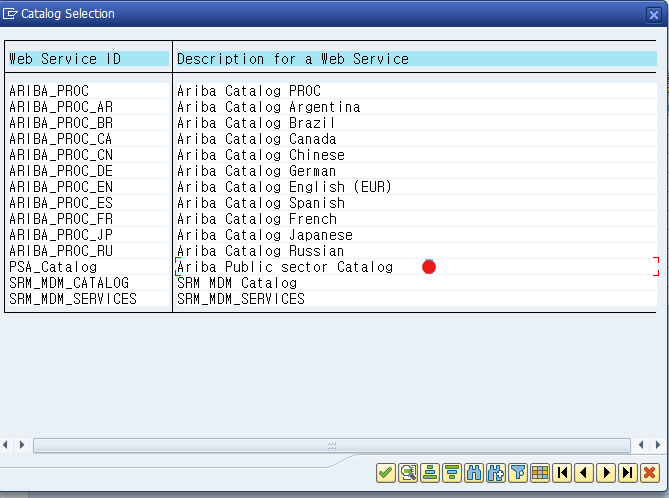 Catalog Selection
Web Service ID Description for a Web Service
ARIBA_PROC Ariba Catalog PROC
ARIBA_PROC_AR Ariba Catalog Argentina
ARIBA_PROC_BR Ariba Catalog Brazil
ARIBA_PROC_CA Ariba Catalog Canada
ARIBA_PROC_CN Ariba Catalog Chinese
ARIBA_PROC_DE Ariba Catalog German
ARIBA_PROC_EN Ariba Catalog English (EUR)
ARIBA_PROC_ES Ariba Catalog Spanish
ARIBA_PROC_FR Ariba Catalog French
ARIBA_PROC_JP Ariba Catalog Japanese
ARIBA_PROC_RU Ariba Catalog Russian
PSA_Catalog Ariba Public sector Catalog
SRM_MDM_CATALOG SRM MDM Catalog
SRM_MDM_SERVICES SRM_MDM_SERVICES